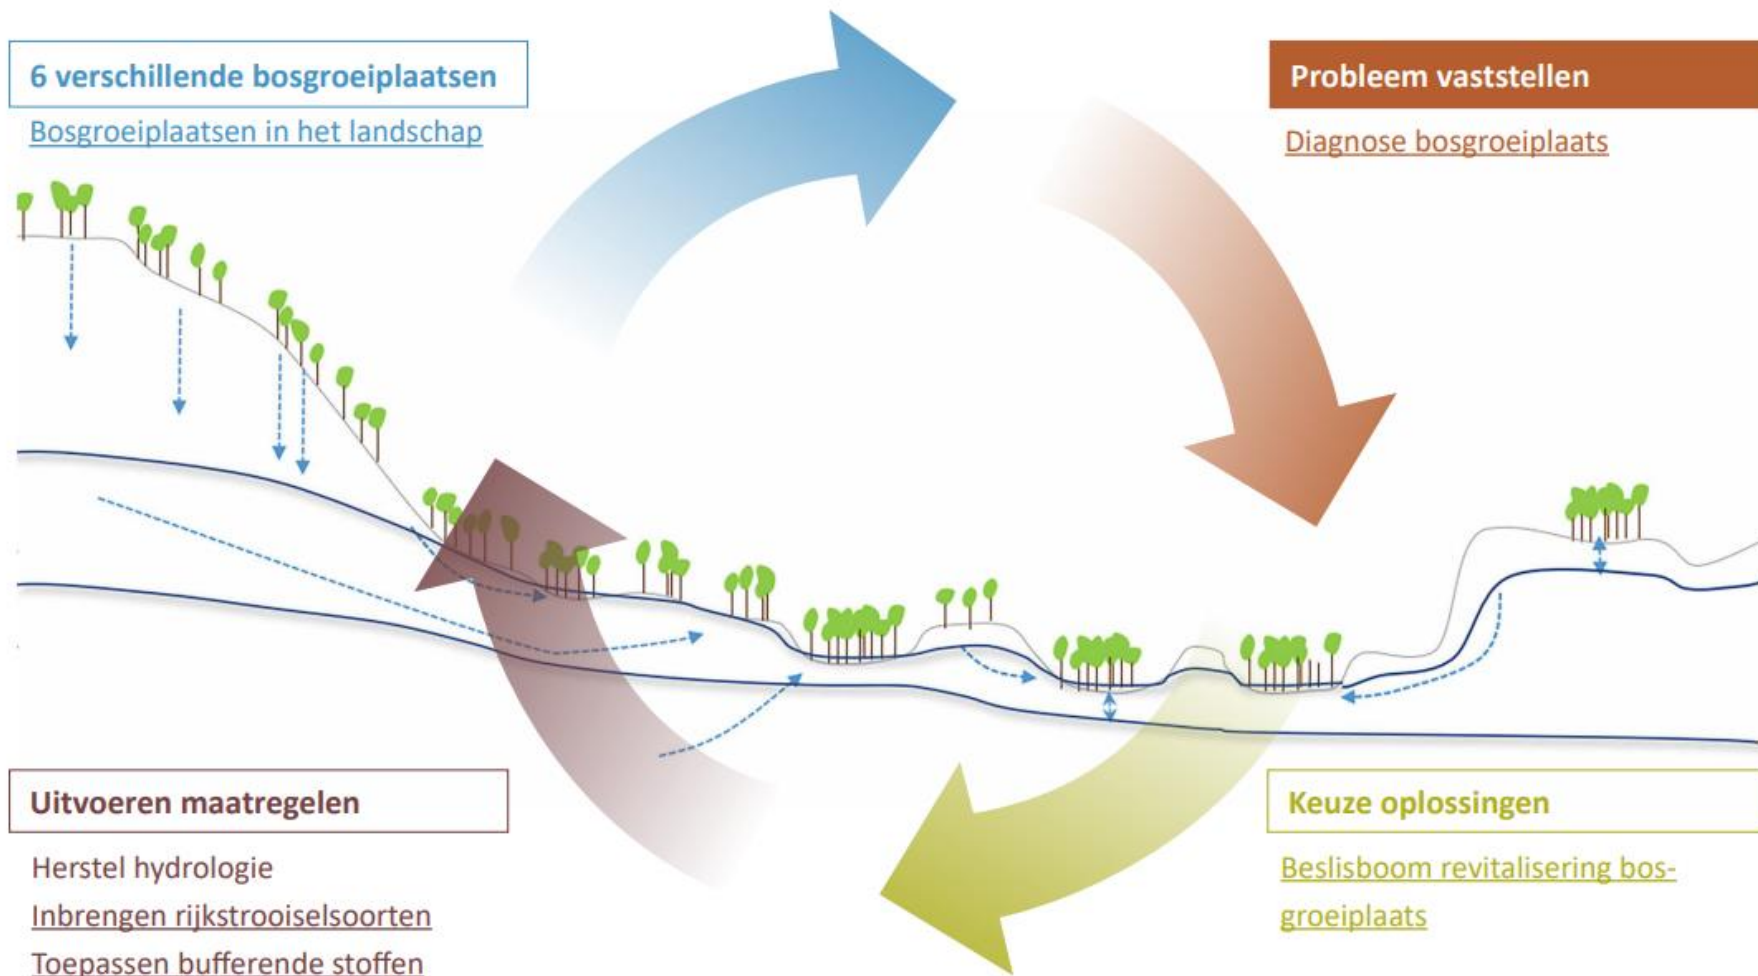 6 verschillende bosgroeiplaatsen
Bosgroeiplaatsen in het landschap
Probleem vaststellen
Diagnose bosgroeiplaats
Uitvoeren maatregelen
Herstel hydrologie
Inbrengen rijkstrooiselsoorten
Toepassen bufferende stoffen
Keuze oplossingen
Beslisboom revitalisering bos-
groeiplaats